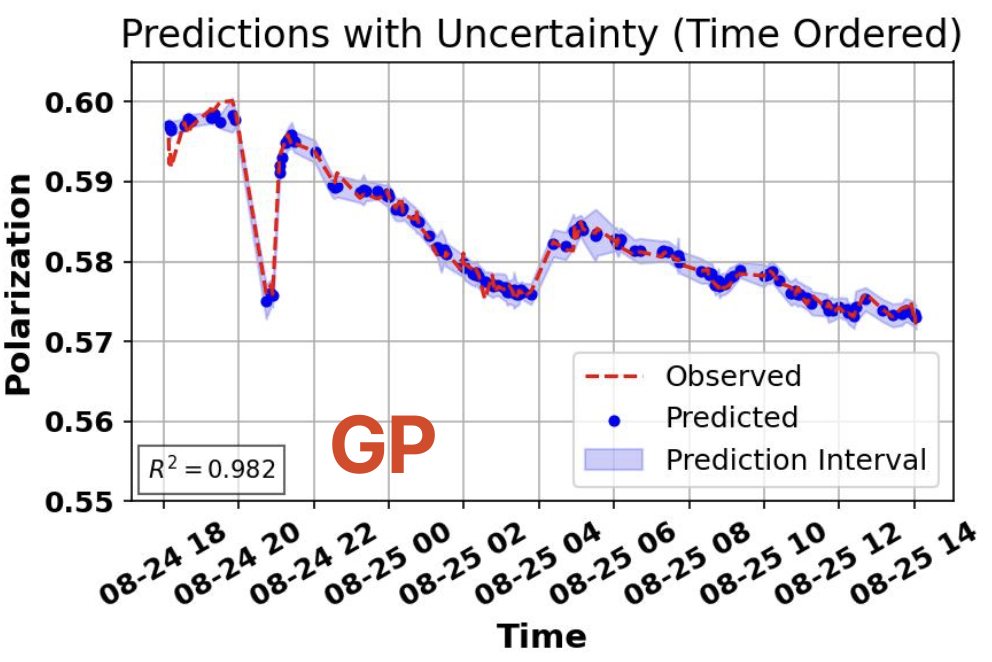 Predictions with Uncertainty (Time Ordered)
Polarization
0.60
0.59
0.58
0.57
0.56
0.55
Observed
Predicted
Prediction Interval
GP
R² = 0.982
08-24 18
08-24 20
08-24 22
08-25 00
08-25 02
08-25 04
08-25 06
08-25 08
08-25 10
08-25 12
08-25 14
Time